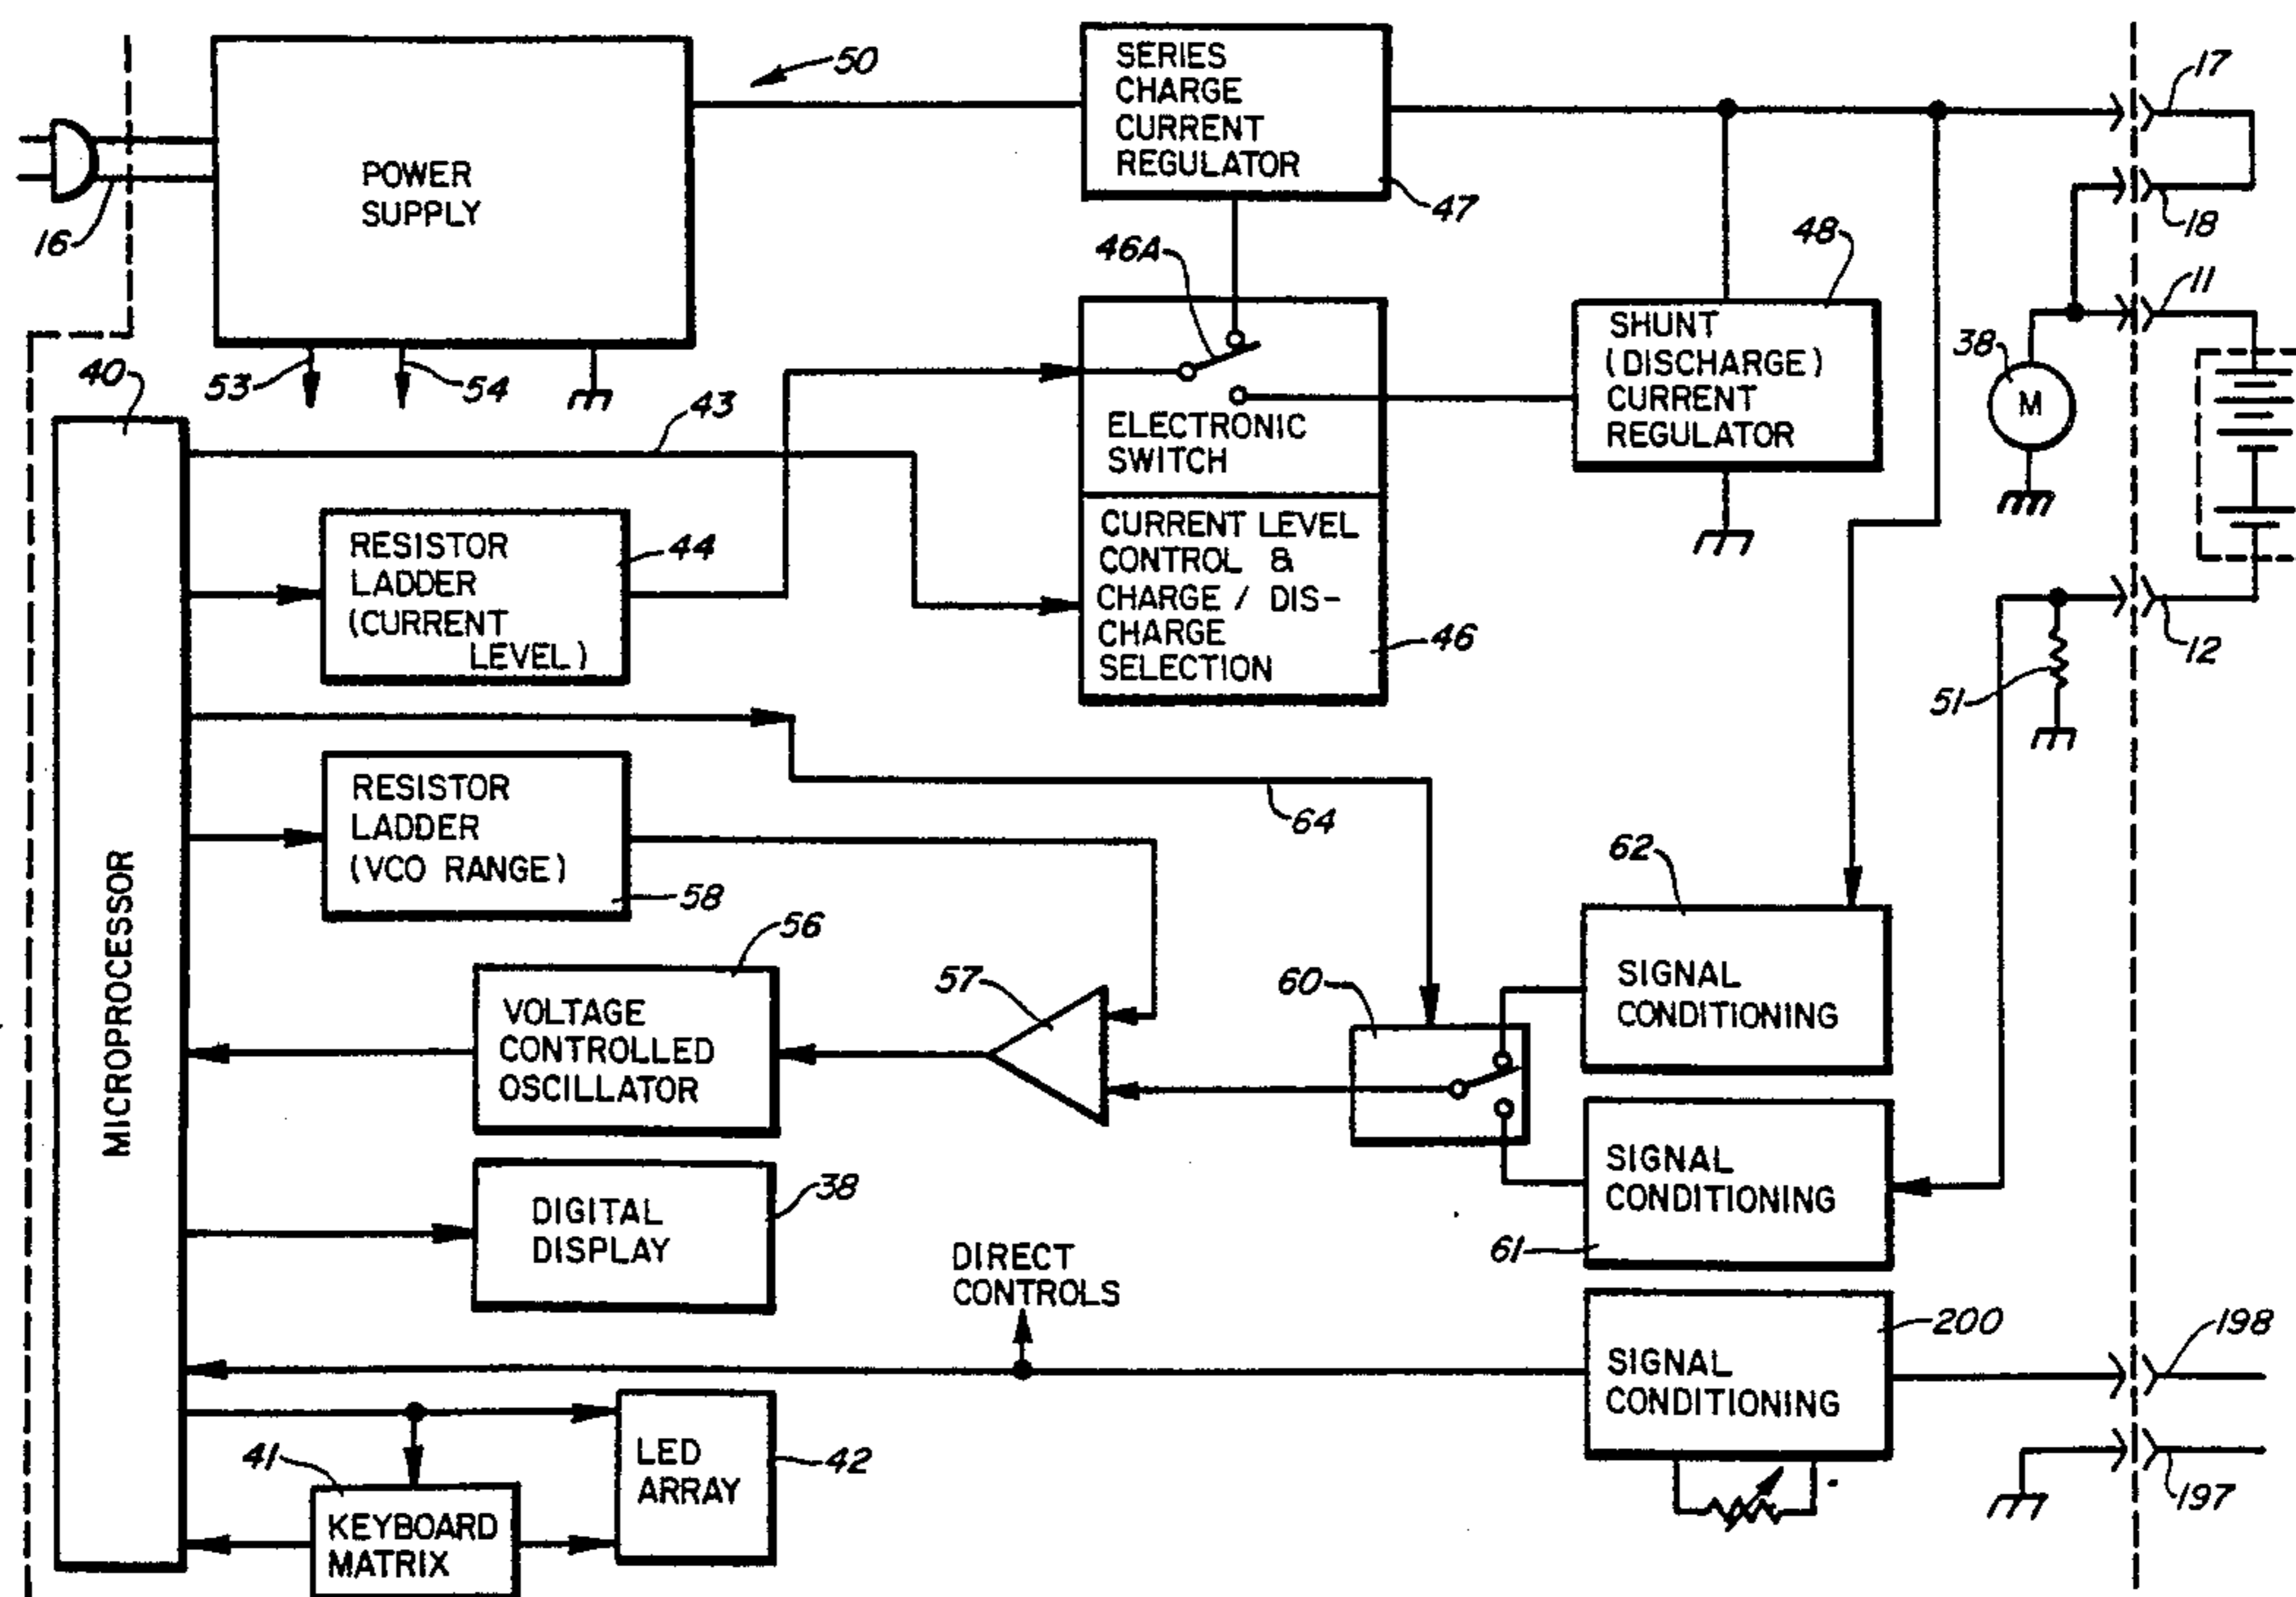 50
SERIES
CHARGE
CURRENT
REGULATOR
47
17
18
POWER
SUPPLY
16
53
54
46A
48
11
38
M
40
43
ELECTRONIC
SWITCH
SHUNT
(DISCHARGE)
CURRENT
REGULATOR
RESISTOR
LADDER
(CURRENT
LEVEL)
44
CURRENT LEVEL
CONTROL &
CHARGE / DIS-
CHARGE
SELECTION
46
12
51
RESISTOR
LADDER
(VCO RANGE)
58
64
62
MICROPROCESSOR
56
VOLTAGE
CONTROLLED
OSCILLATOR
57
60
SIGNAL
CONDITIONING
DIGITAL
DISPLAY
38
SIGNAL
CONDITIONING
61
DIRECT
CONTROLS
SIGNAL
CONDITIONING
200
198
197
41
KEYBOARD
MATRIX
LED
ARRAY
42